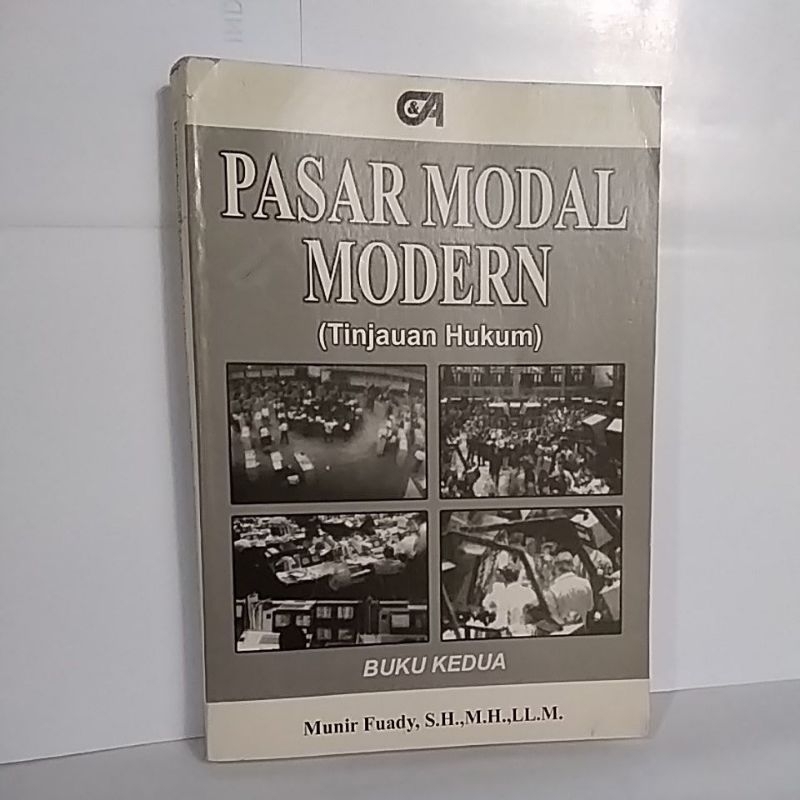 C&A
PASAR MODAL
MODERN
(Tinjauan Hukum)
BUKU KEDUA
Munir Fuady, S.H.,M.H.,LL.M.